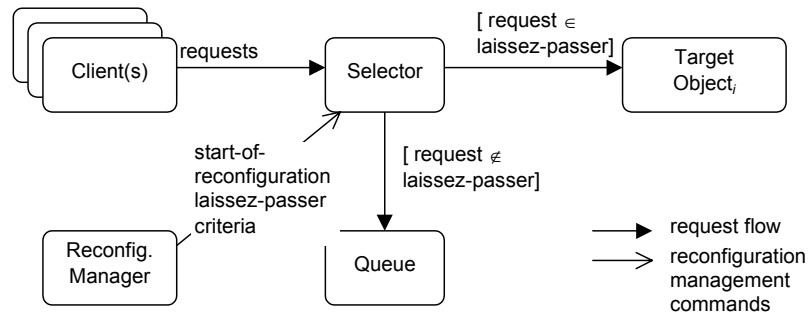 Client(s)
requests
Selector
[ request ∈
laissez-passer]
Target
Objectᵢ
start-of-
reconfiguration
laissez-passer
criteria
[ request ∉
laissez-passer]
Reconfig.
Manager
Queue
request flow
reconfiguration
management
commands